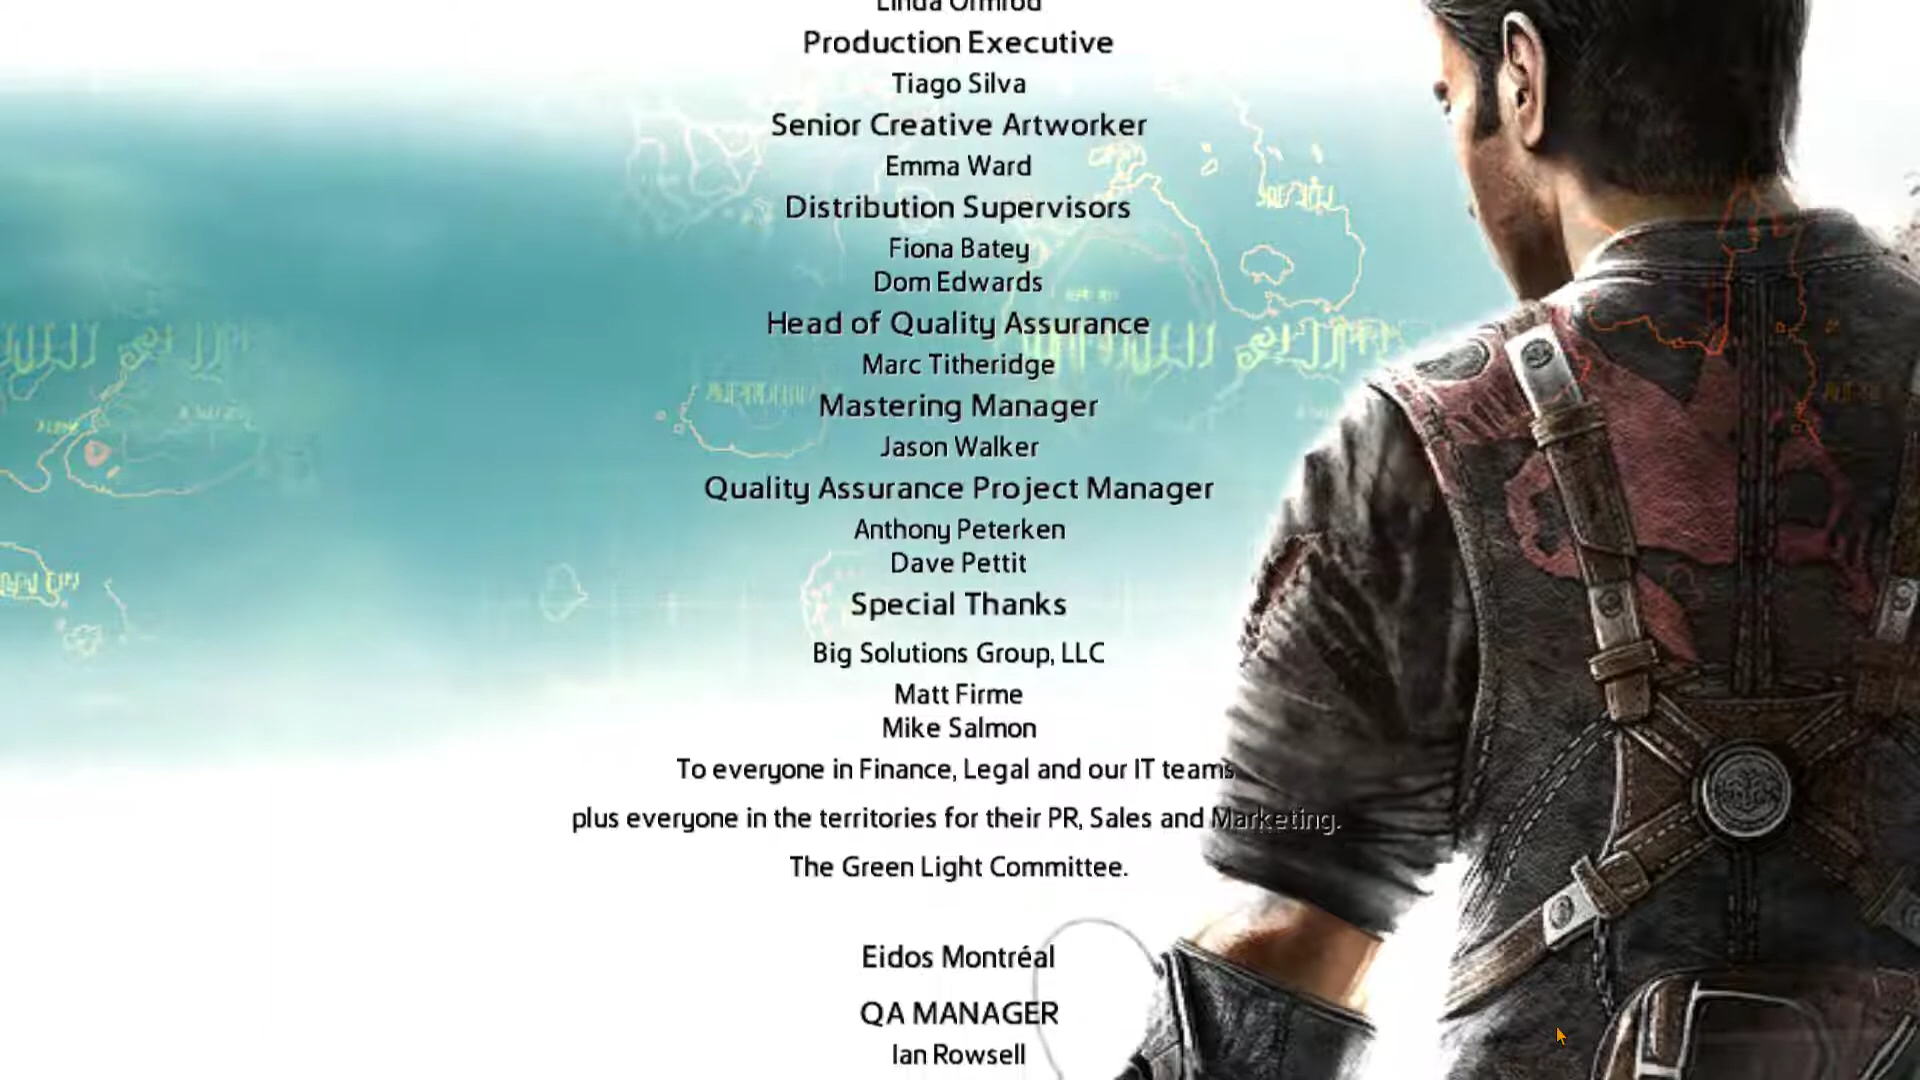 Linda Ormrod
Production Executive
Tiago Silva
Senior Creative Artworker
Emma Ward
Distribution Supervisors
Fiona Batey
Dom Edwards
Head of Quality Assurance
Marc Titheridge
Mastering Manager
Jason Walker
Quality Assurance Project Manager
Anthony Peterken
Dave Pettit
Special Thanks
Big Solutions Group, LLC
Matt Firme
Mike Salmon
To everyone in Finance, Legal and our IT teams
plus everyone in the territories for their PR, Sales and Marketing.
The Green Light Committee.
Eidos Montréal
QA MANAGER
Ian Rowsell